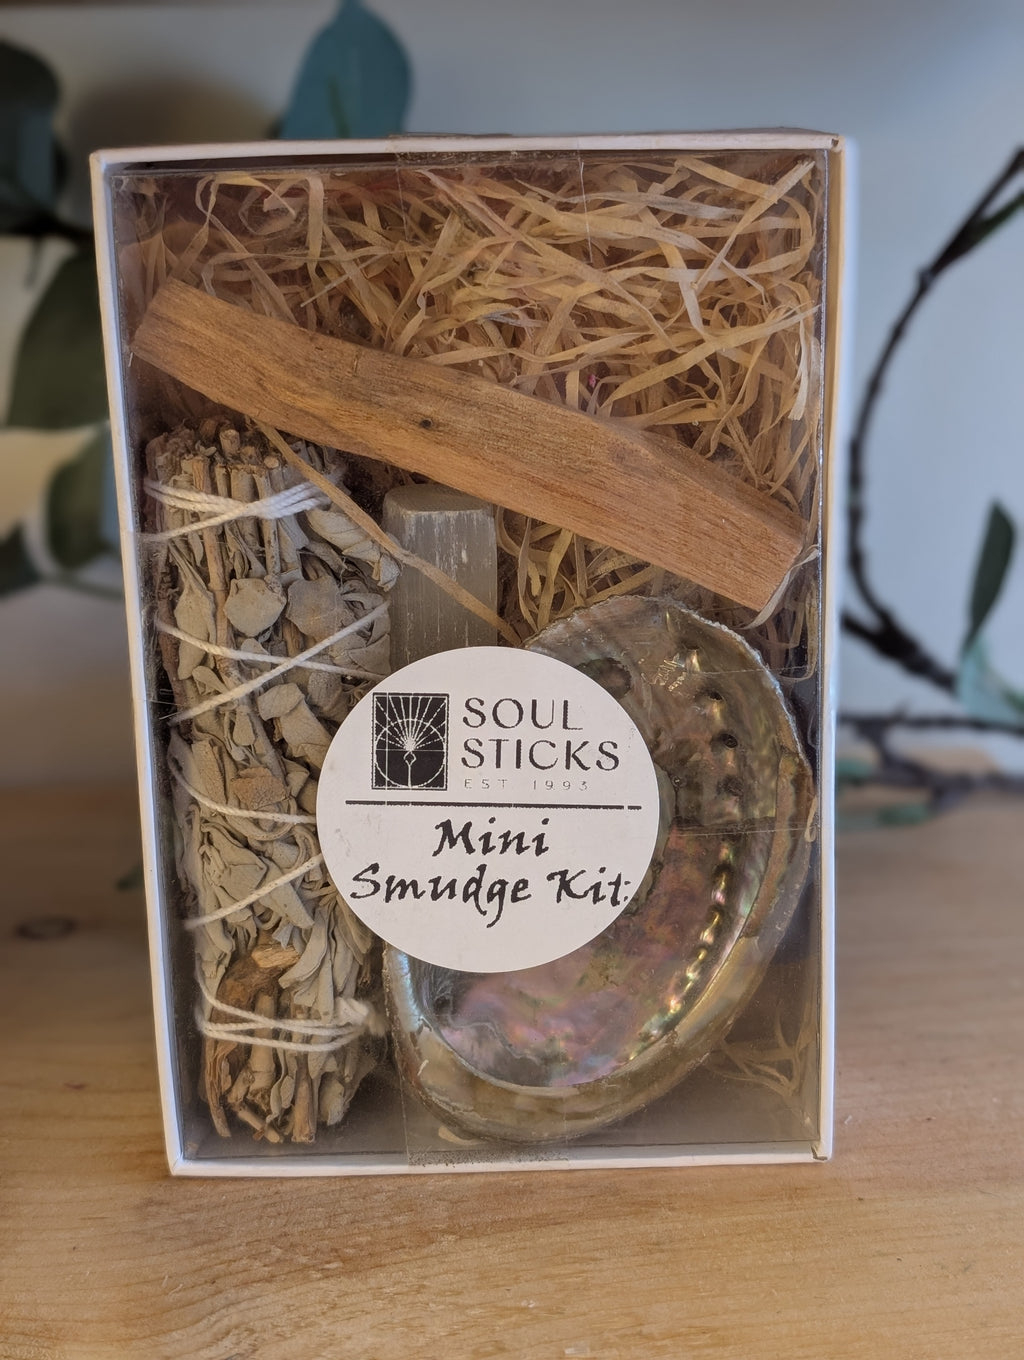 SOUL
STICKS
EST 1993
Mini
Smudge Kit: